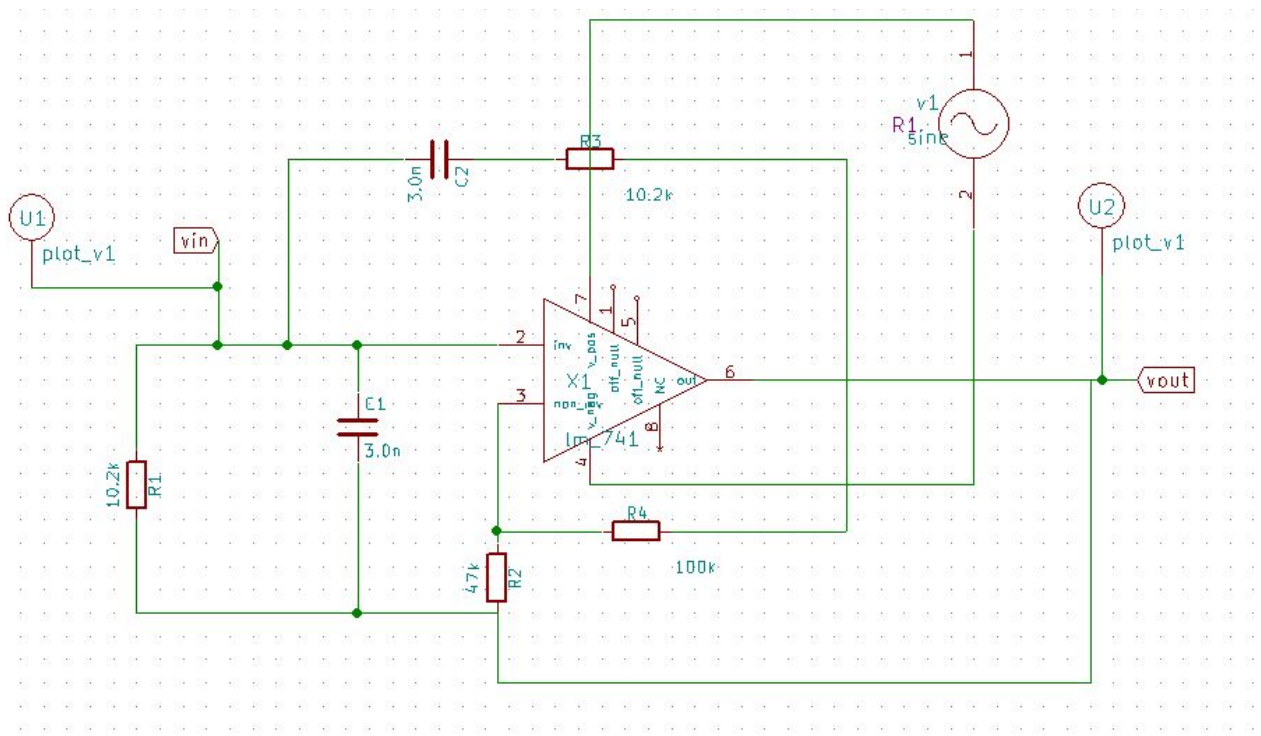 1
v1
R1
sine
R3
3.0n
C2
10.2k
2
U1
plot_v1
vin
U2
plot_v1
7
1
5
2
inv
v_pos
off_null
off_null
NC
out
6
X1
3
v_neg
8
lm_741
4
vout
C1
3.0n
10.2k
R1
R4
100k
47k
R2